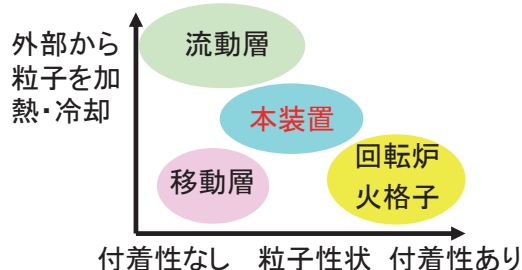 外部から
粒子を加
熱・冷却
流動層
本装置
移動層
回転炉
火格子
付着性なし 粒子性状 付着性あり